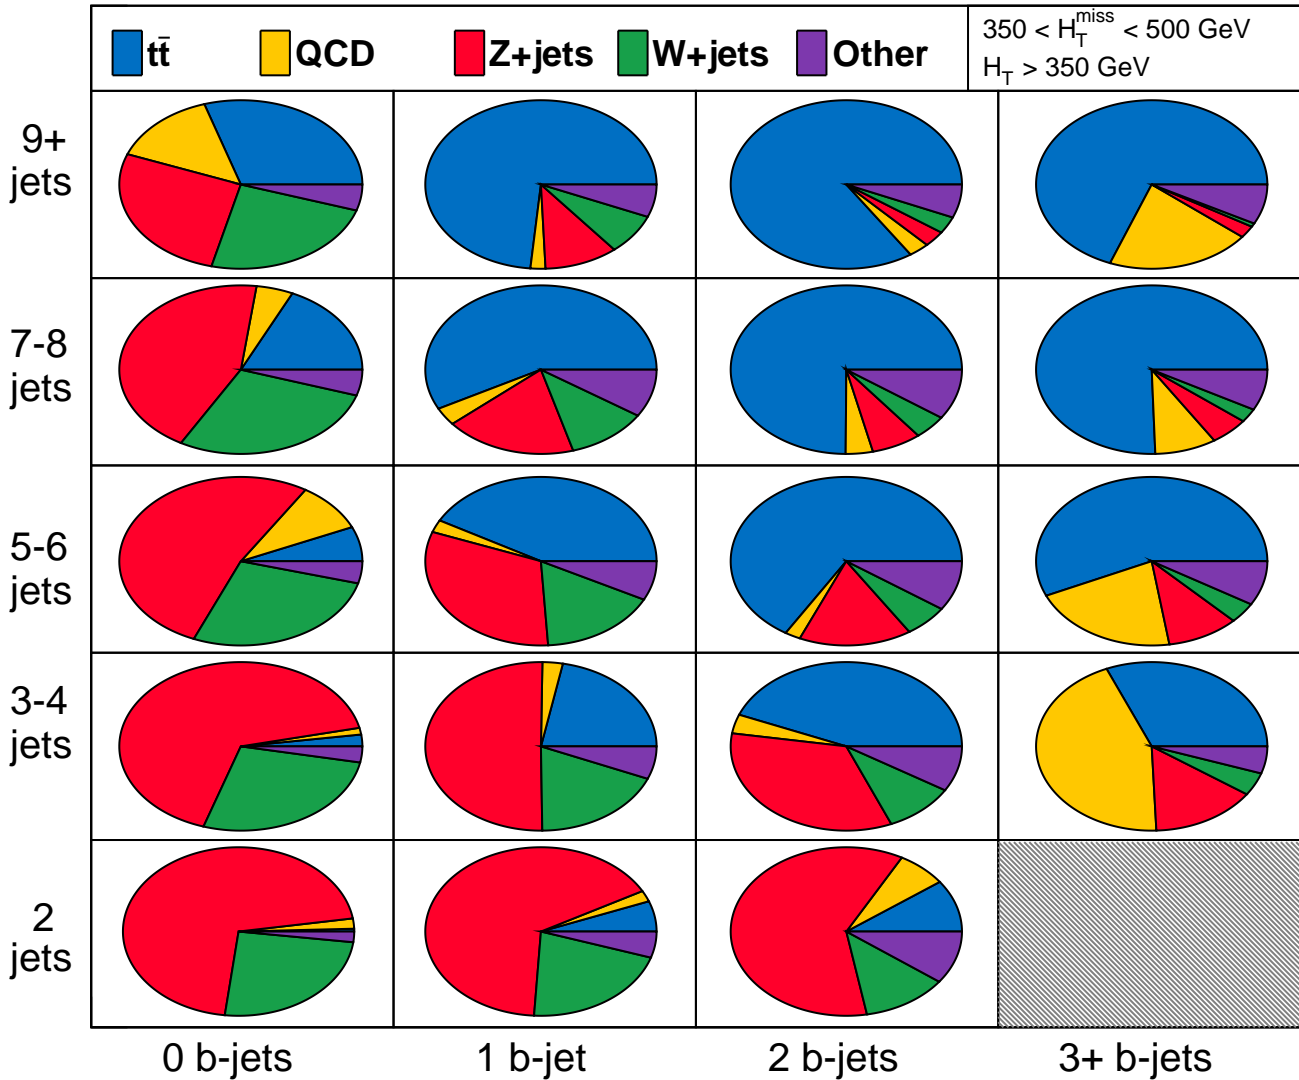 tt̄ QCD Z+jets W+jets Other
350 < H_T^miss < 500 GeV
H_T > 350 GeV
9+
jets
7-8
jets
5-6
jets
3-4
jets
2
jets
0 b-jets 1 b-jet 2 b-jets 3+ b-jets